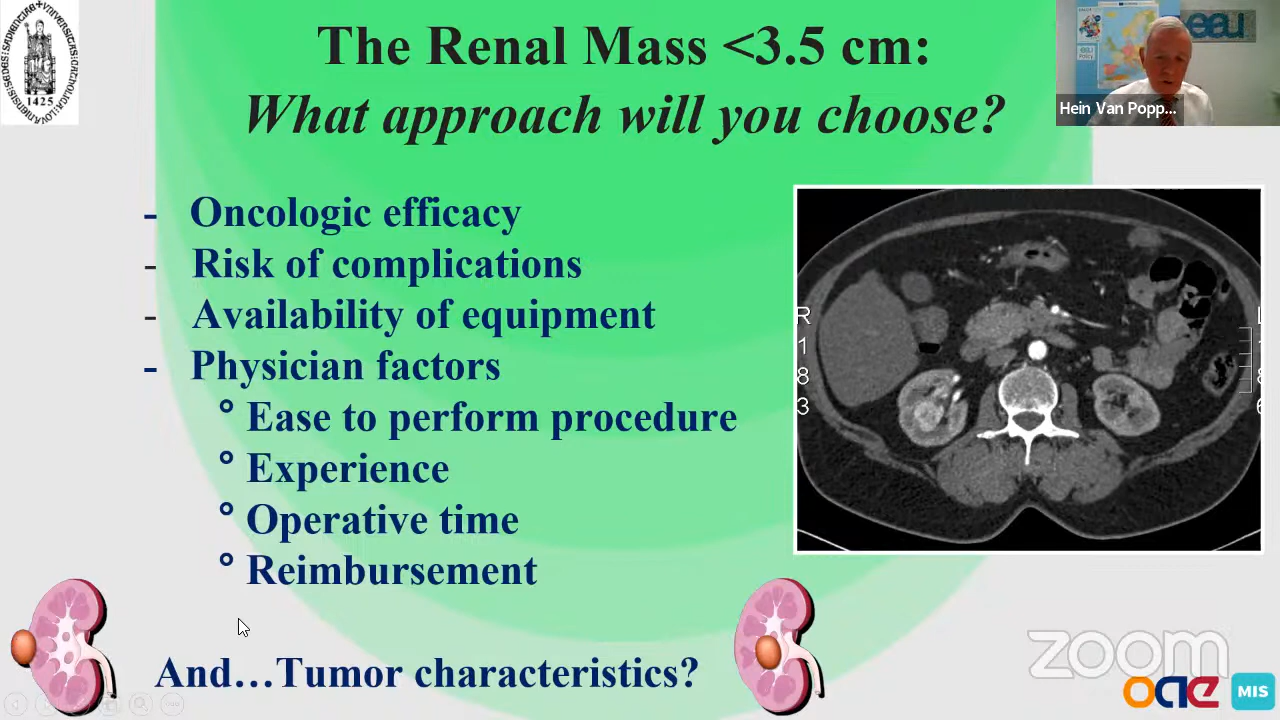 The Renal Mass <3.5 cm:
What approach will you choose?
Hein Van Popp...
- Oncologic efficacy
- Risk of complications
- Availability of equipment
- Physician factors
° Ease to perform procedure
° Experience
° Operative time
° Reimbursement
And...Tumor characteristics?
R
1
8
3
1425
zoom
oae
MIS